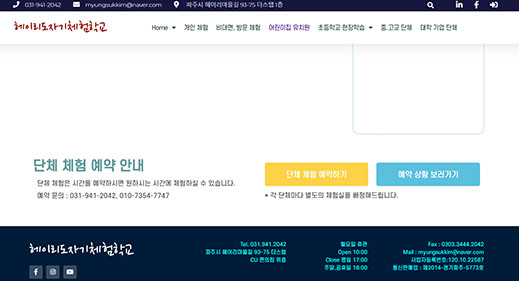 031-941-2042 myungsukkim@naver.com 파주시 헤이리마을길 93-75 더스텝 1층
헤이리도자기체험학교 Home 개인 체험 비대면, 방문 체험 어린이집 유치원 초등학교 현장학습 중.고교 단체 대학 기업 단체
단체 체험 예약 안내
단체 체험은 시간을 예약하시면 원하시는 시간에 체험하실 수 있습니다.
예약 문의 : 031-941-2042, 010-7354-7747
단체 체험 예약하기 예약 상황 보러가기
* 각 단체마다 별도의 체험실을 배정해드립니다.
헤이리도자기체험학교
Tel. 031.941.2042
파주시 헤이리마을길 93-75 더스텝
CU 편의점 위층
월요일 휴관
Open 10:00
Close 평일 17:00
주말,공휴일 18:00
Fax : 0303.3444.2042
Mail : myungsukkim@naver.com
사업자등록번호:120.10.22587
통신판매업 : 제2014-경기파주-5773호